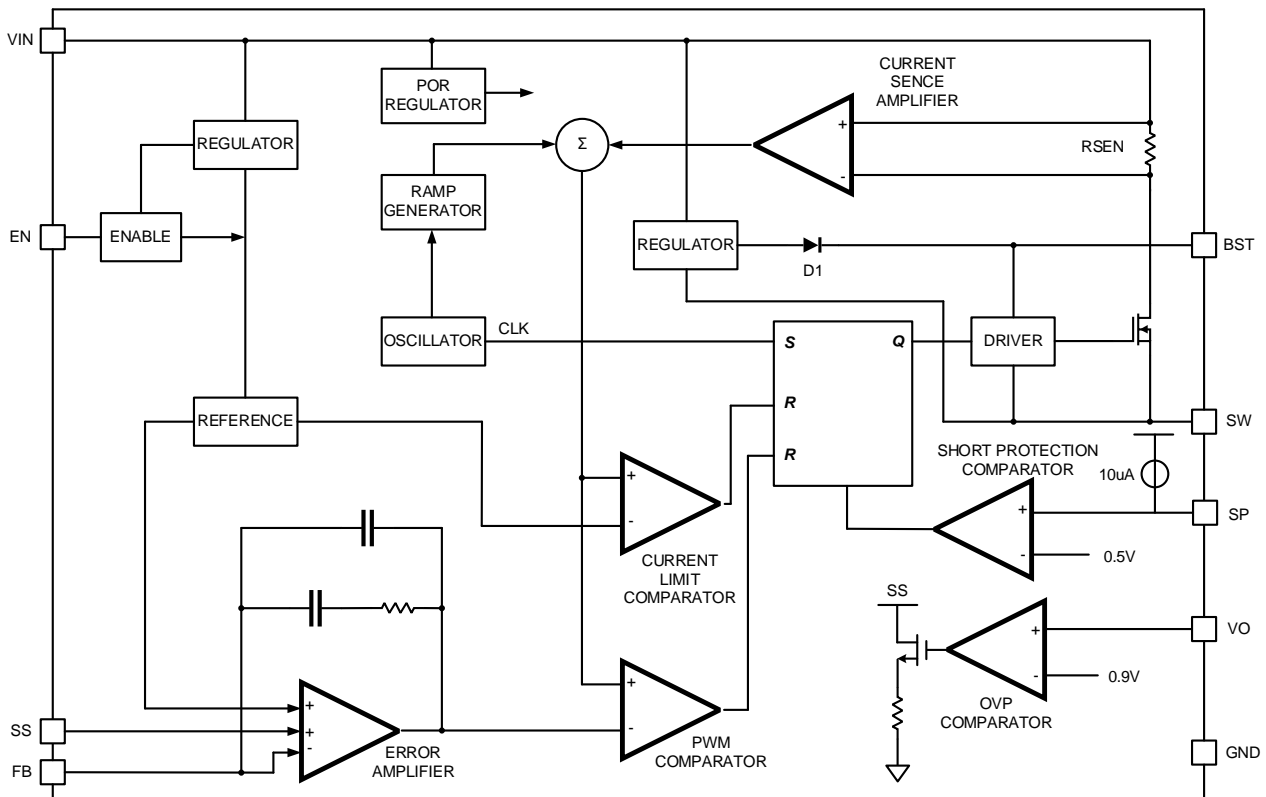 VIN
POR
REGULATOR
CURRENT
SENCE
AMPLIFIER
+
-
RSEN
Σ
REGULATOR
RAMP
GENERATOR
EN
ENABLE
REGULATOR
D1
BST
OSCILLATOR
CLK
S
Q
R
R
DRIVER
REFERENCE
SW
SHORT PROTECTION
COMPARATOR
10uA
+
-
0.5V
SP
+
-
CURRENT
LIMIT
COMPARATOR
SS
+
-
0.9V
VO
OVP
COMPARATOR
+
-
PWM
COMPARATOR
SS
FB
+
+
-
ERROR
AMPLIFIER
GND